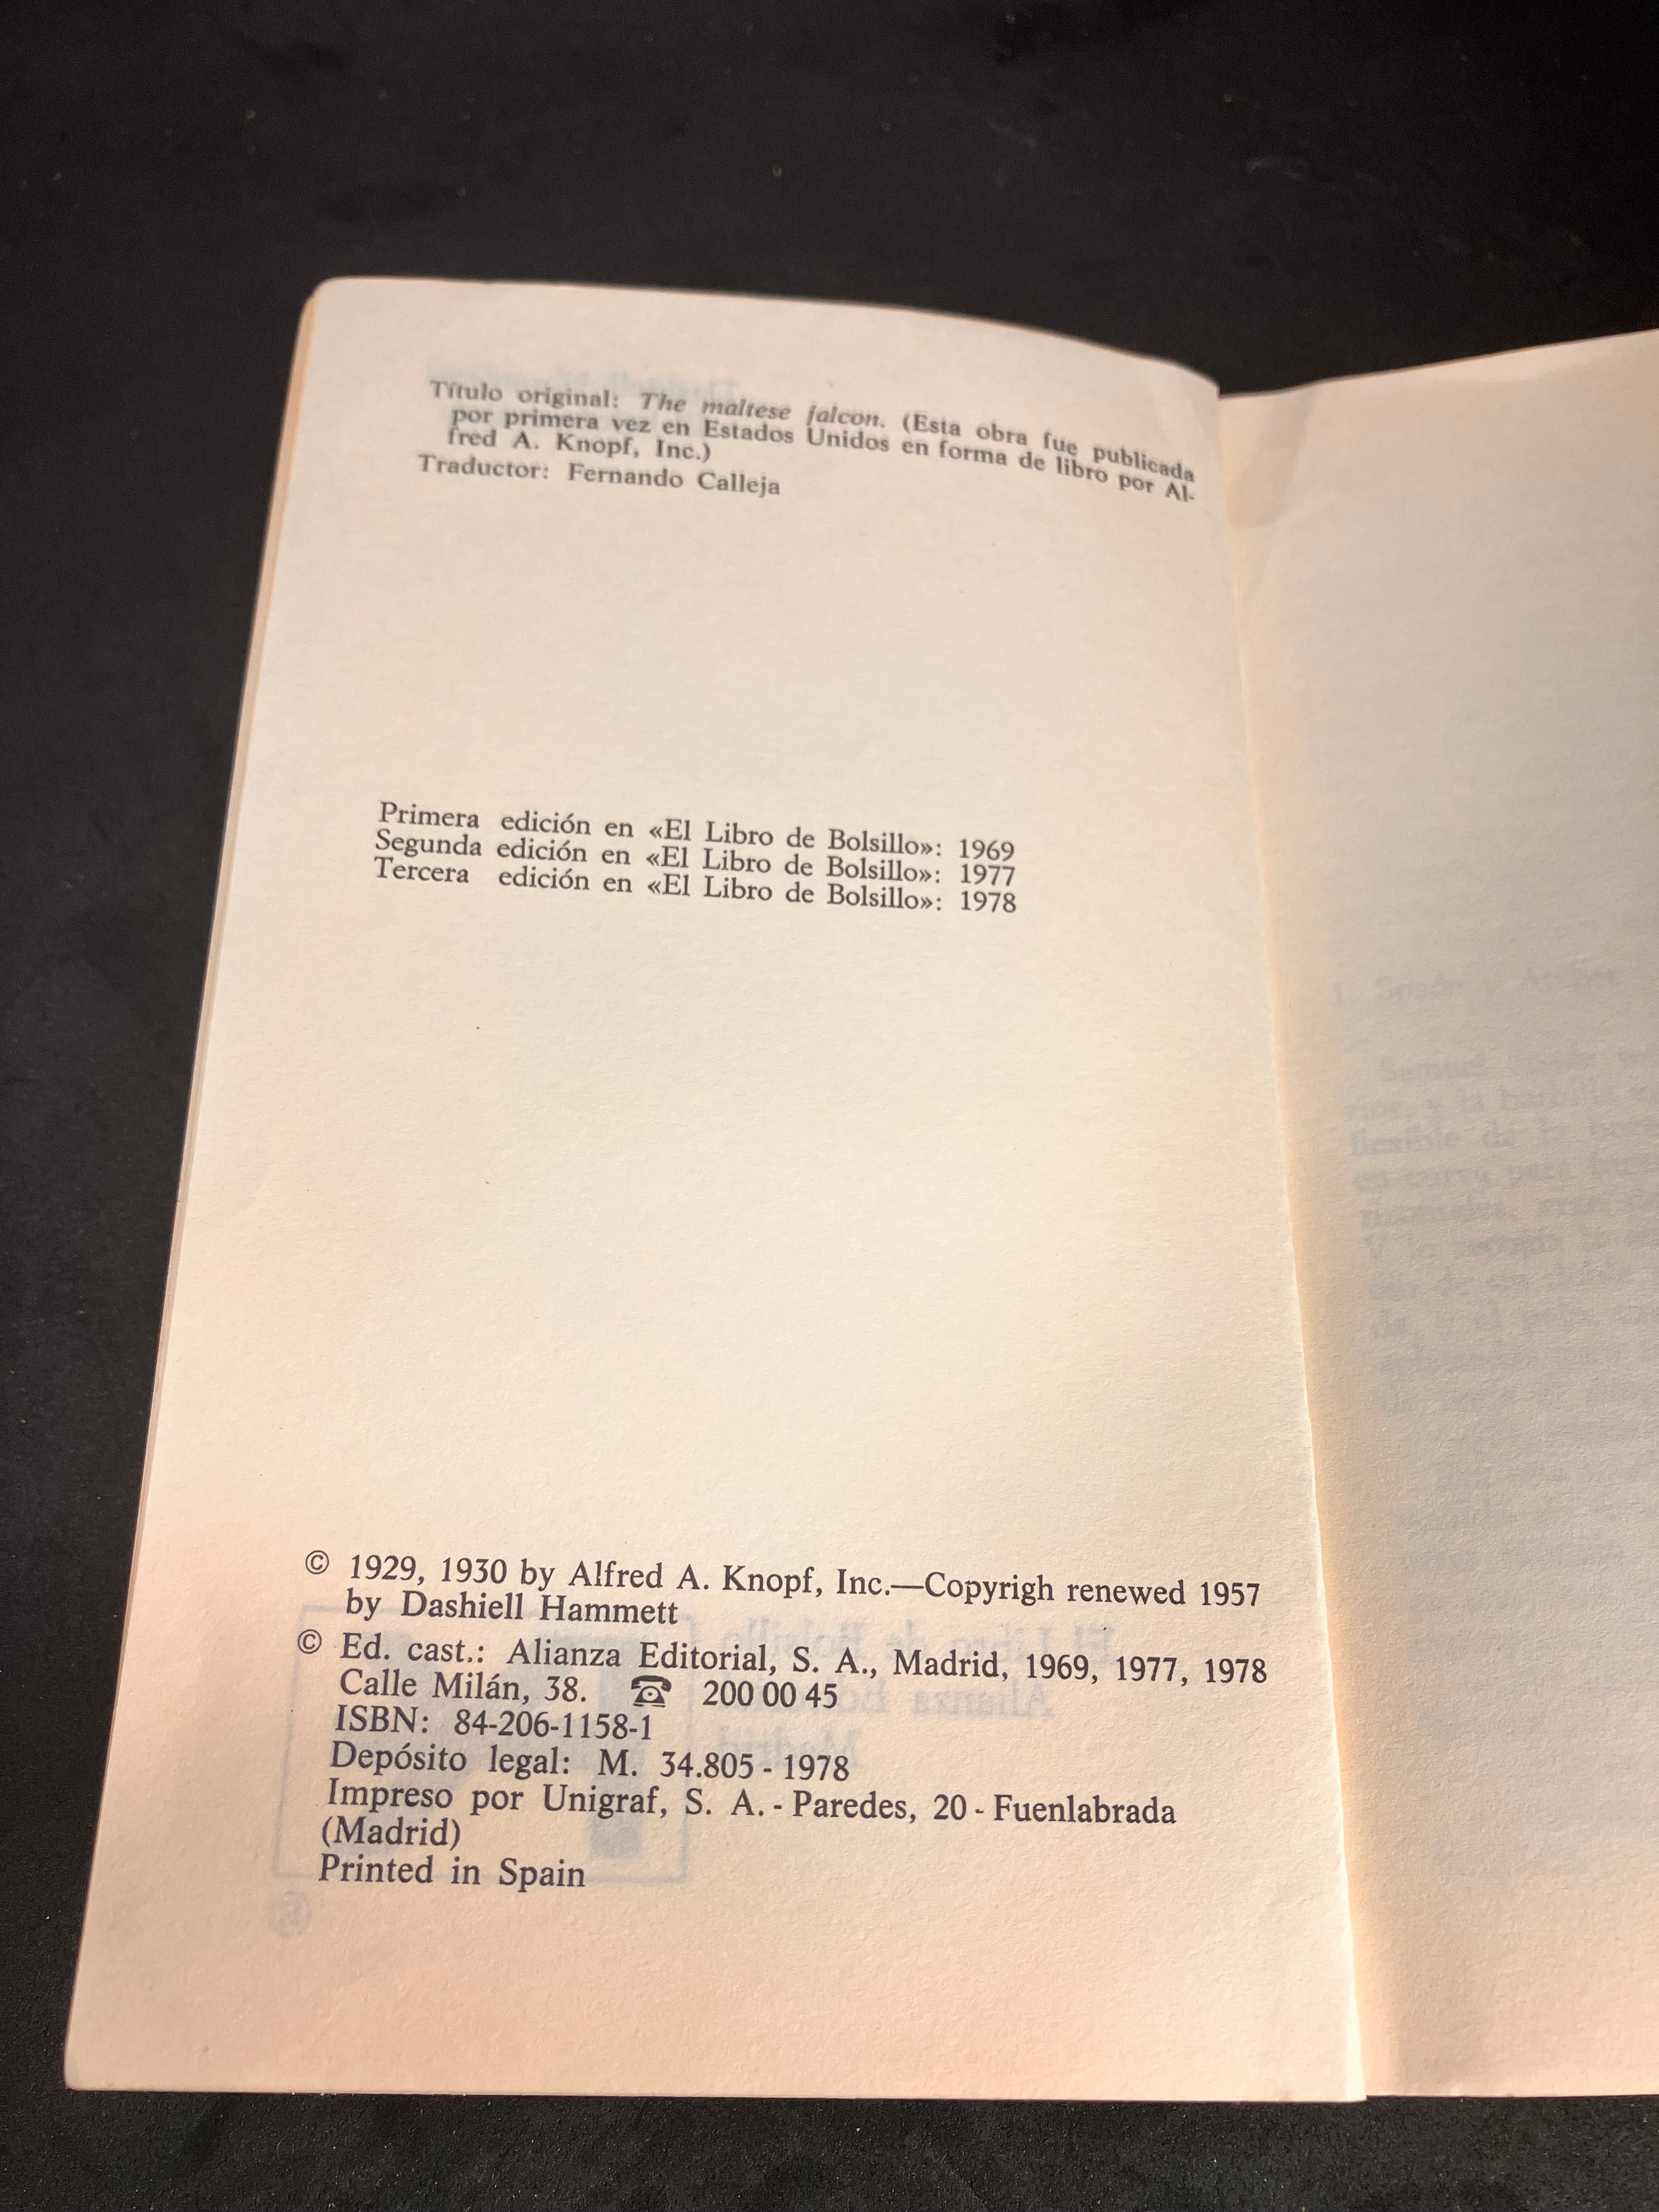 Título original: The maltese falcon. (Esta obra fue publicada
por primera vez en Estados Unidos en forma de libro por Al-
fred A. Knopf, Inc.)
Traductor: Fernando Calleja
Primera edición en «El Libro de Bolsillo»: 1969
Segunda edición en «El Libro de Bolsillo»: 1977
Tercera edición en «El Libro de Bolsillo»: 1978
© 1929, 1930 by Alfred A. Knopf, Inc.—Copyrigh renewed 1957
by Dashiell Hammett
© Ed. cast.: Alianza Editorial, S. A., Madrid, 1969, 1977, 1978
Calle Milán, 38. ☎ 200 00 45
ISBN: 84-206-1158-1
Depósito legal: M. 34.805 - 1978
Impreso por Unigraf, S. A. - Paredes, 20 - Fuenlabrada
(Madrid)
Printed in Spain